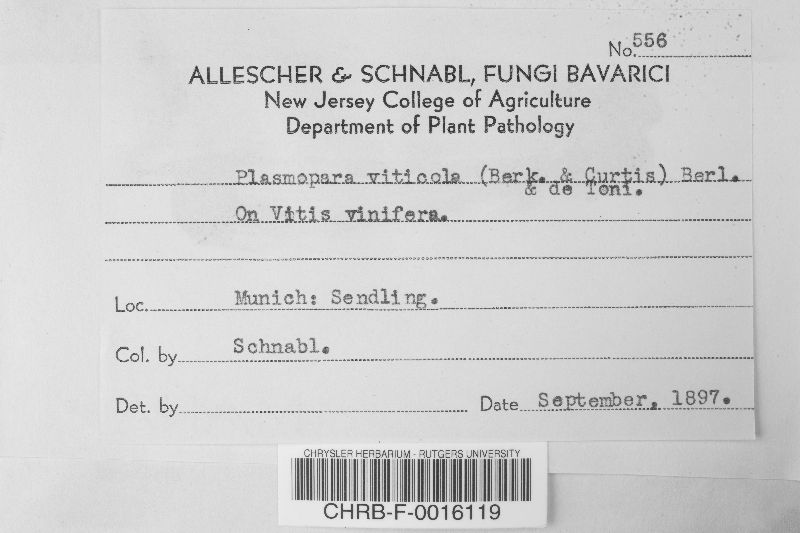 No. 556
ALLESCHER & SCHNABL, FUNGI BAVARICI
New Jersey College of Agriculture
Department of Plant Pathology
Plasmopara viticola (Berk. & Curtis) Berl.
& de Toni.
On Vitis vinifera.
Loc. Munich: Sendling.
Col. by Schnabl.
Det. by
Date September, 1897.
CHRYSLER HERBARIUM - RUTGERS UNIVERSITY
CHRB-F-0016119